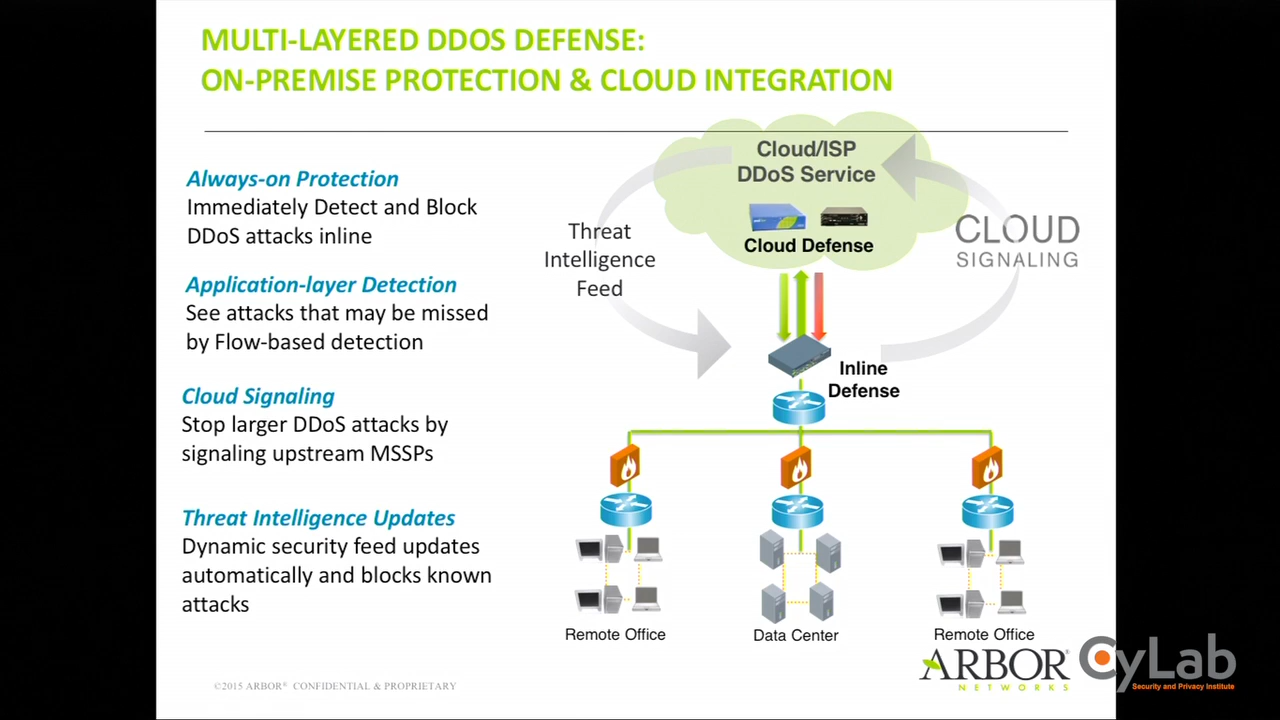 MULTI-LAYERED DDOS DEFENSE:
ON-PREMISE PROTECTION & CLOUD INTEGRATION
Always-on Protection
Immediately Detect and Block
DDoS attacks inline
Application-layer Detection
See attacks that may be missed
by Flow-based detection
Cloud Signaling
Stop larger DDoS attacks by
signaling upstream MSSPs
Threat Intelligence Updates
Dynamic security feed updates
automatically and blocks known
attacks
Cloud/ISP
DDoS Service
Cloud Defense
Threat
Intelligence
Feed
CLOUD
SIGNALING
Inline
Defense
Remote Office
Data Center
Remote Office
©2015 ARBOR® CONFIDENTIAL & PROPRIETARY
ARBOR®
NETWORKS
CyLab
Security and Privacy Institute